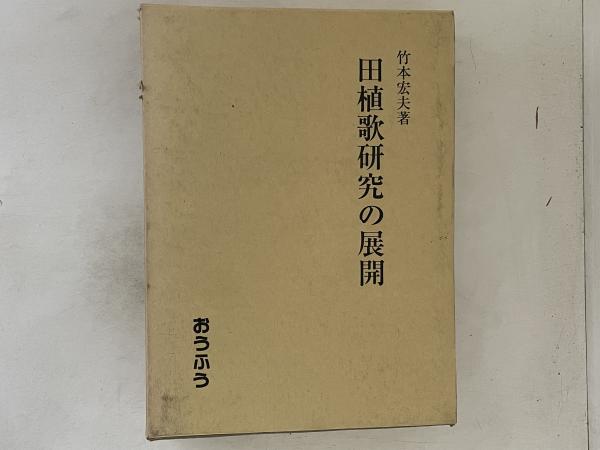 竹本宏夫著
田植歌研究の展開
おうふう